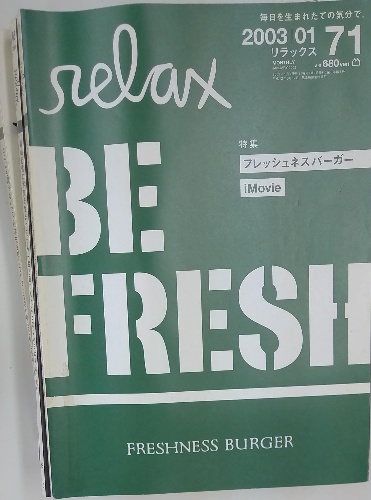 毎日を生まれたての気分で。
relax
2003 01 71
リラックス
MONTHLY
680YEN
特集
フレッシュネスバーガー
iMovie
BE
FRESH
FRESHNESS BURGER